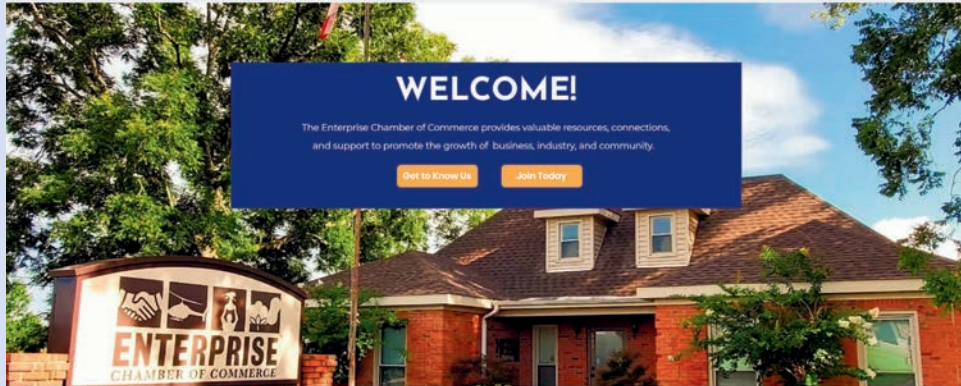 WELCOME!
The Enterprise Chamber of Commerce provides valuable resources, connections,
and support to promote the growth of business, industry, and community.
Get to Know Us
Join Today
ENTERPRISE
CHAMBER OF COMMERCE